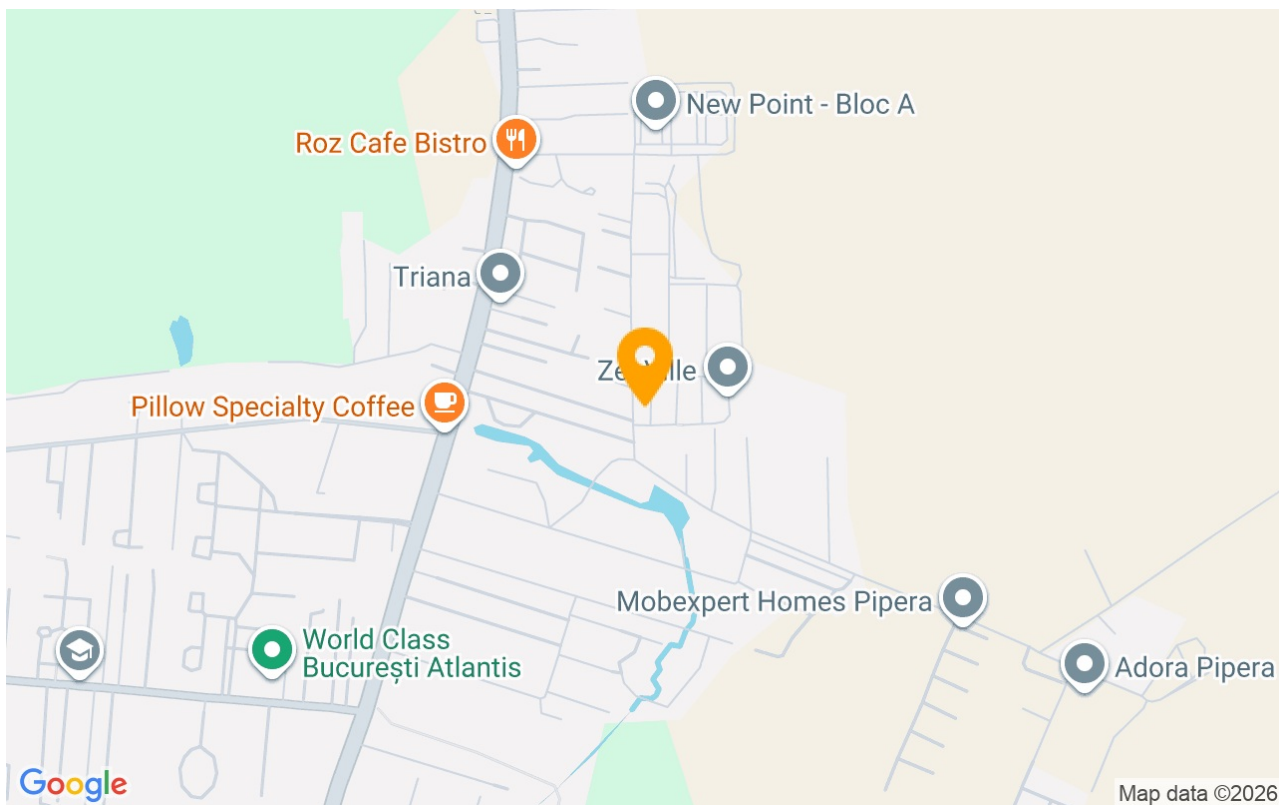 New Point - Bloc A
Roz Cafe Bistro
Triana
Pillow Specialty Coffee
Mobexpert Homes Pipera
World Class
București Atlantis
Adora Pipera
Google
Map data ©2026